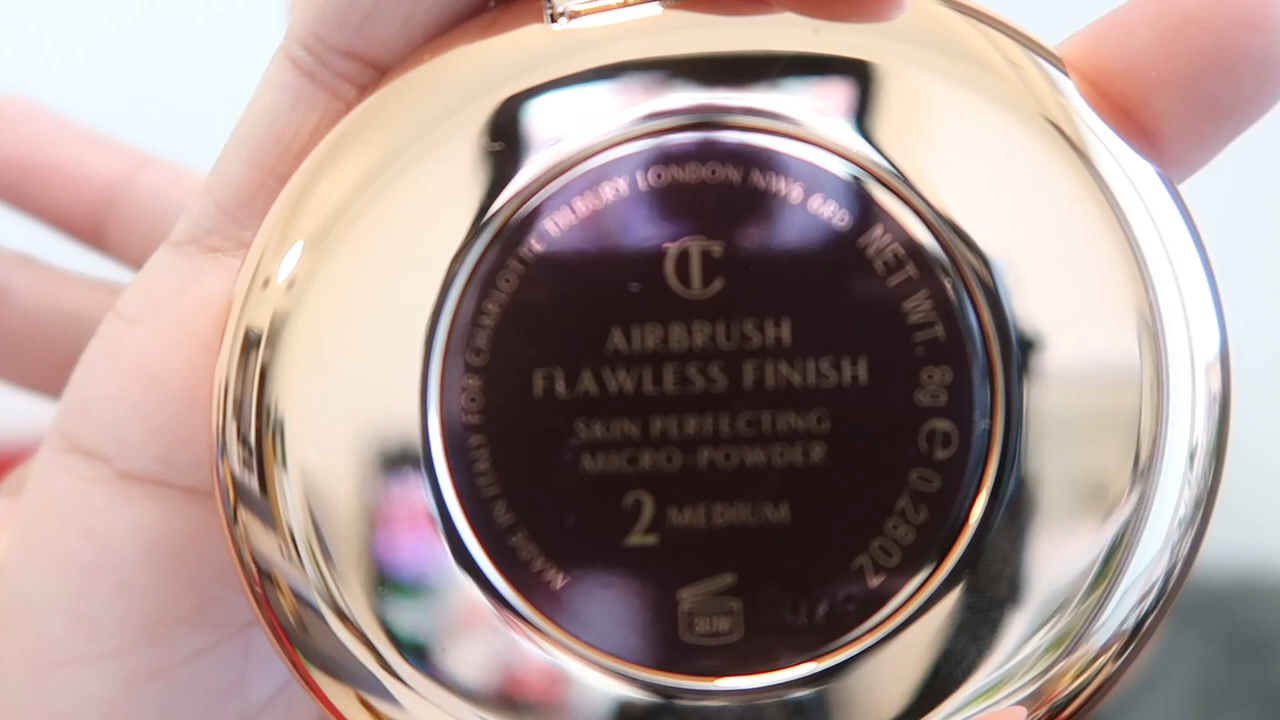 MADE IN ITALY FOR CHARLOTTE TILBURY LONDON NW6 6RD
NET WT. 8g e 0.28OZ
CT
AIRBRUSH
FLAWLESS FINISH
SKIN PERFECTING
MICRO-POWDER
2 MEDIUM